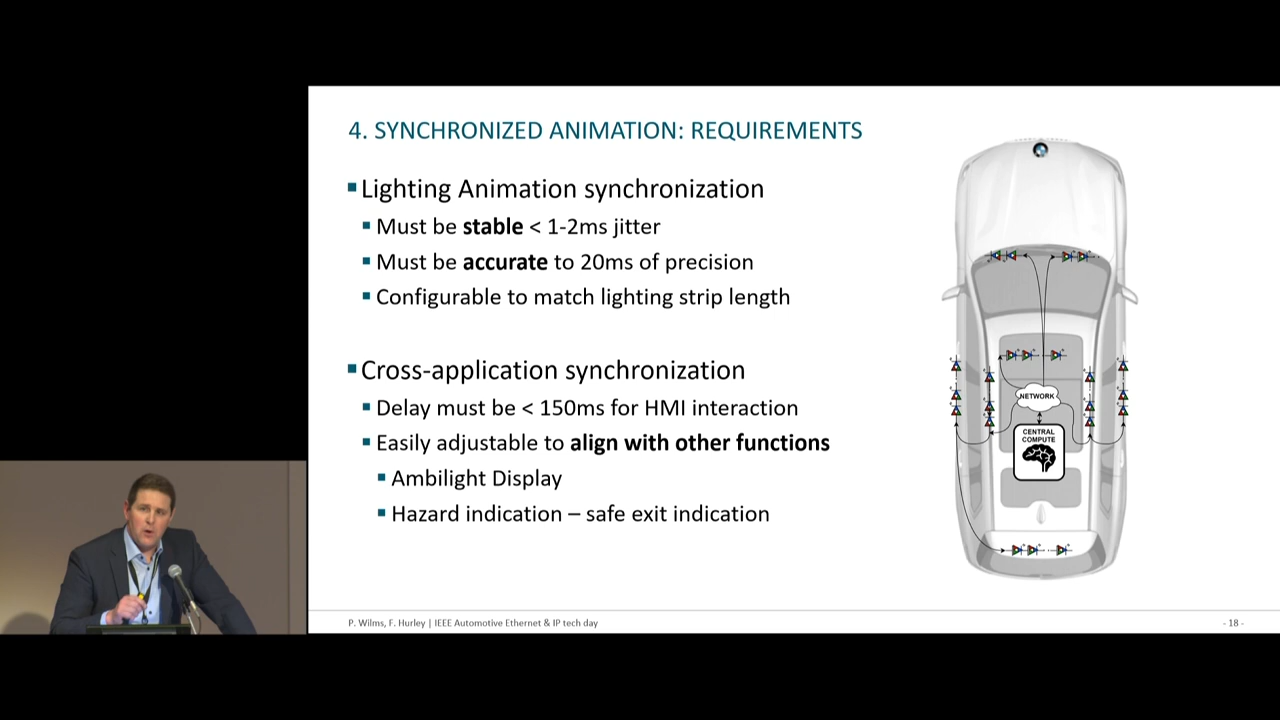 4. SYNCHRONIZED ANIMATION: REQUIREMENTS
Lighting Animation synchronization
Must be stable < 1-2ms jitter
Must be accurate to 20ms of precision
Configurable to match lighting strip length
Cross-application synchronization
Delay must be < 150ms for HMI interaction
Easily adjustable to align with other functions
Ambilight Display
Hazard indication – safe exit indication
NETWORK
CENTRAL
COMPUTE
P. Wilms, F. Hurley | IEEE Automotive Ethernet & IP tech day
- 18 -